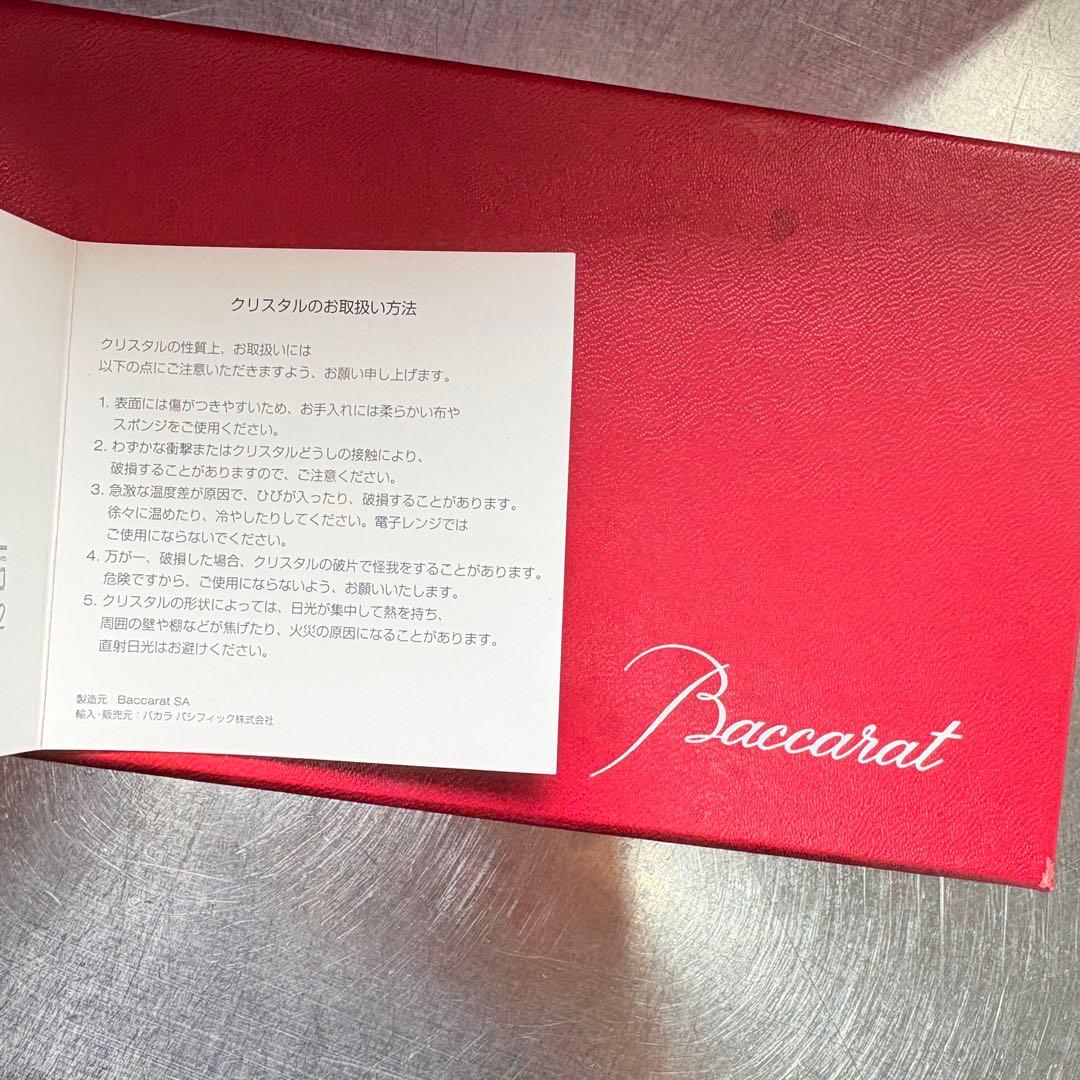 クリスタルのお取扱い方法
クリスタルの性質上、お取扱いには
以下の点にご注意いただきますよう、お願い申し上げます。
1. 表面には傷がつきやすいため、お手入れには柔らかい布や
スポンジをご使用ください。
2. わずかな衝撃またはクリスタルどうしの接触により、
破損することがありますので、ご注意ください。
3. 急激な温度差が原因で、ひびが入ったり、破損することがあります。
徐々に温めたり、冷やしたりしてください。電子レンジでは
ご使用にならないでください。
4. 万が一、破損した場合、クリスタルの破片で怪我をすることがあります。
危険ですから、ご使用にならないよう、お願いいたします。
5. クリスタルの形状によっては、日光が集中して熱を持ち、
周囲の壁や棚などが焦げたり、火災の原因になることがあります。
直射日光はお避けください。
製造元：Baccarat SA
輸入・販売元：バカラ パシフィック株式会社
Baccarat